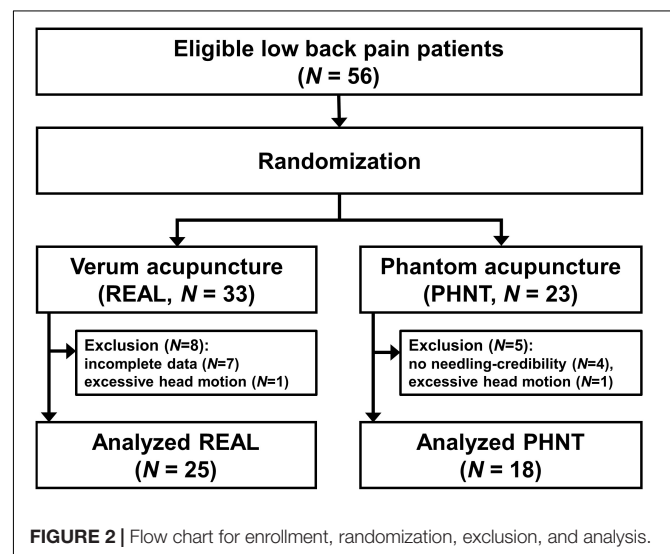 Eligible low back pain patients
(N = 56)
Randomization
Verum acupuncture
(REAL, N = 33)
Phantom acupuncture
(PHNT, N = 23)
Exclusion (N=8):
incomplete data (N=7)
excessive head motion (N=1)
Exclusion (N=5):
no needling-credibility (N=4),
excessive head motion (N=1)
Analyzed REAL
(N = 25)
Analyzed PHNT
(N = 18)
FIGURE 2 | Flow chart for enrollment, randomization, exclusion, and analysis.